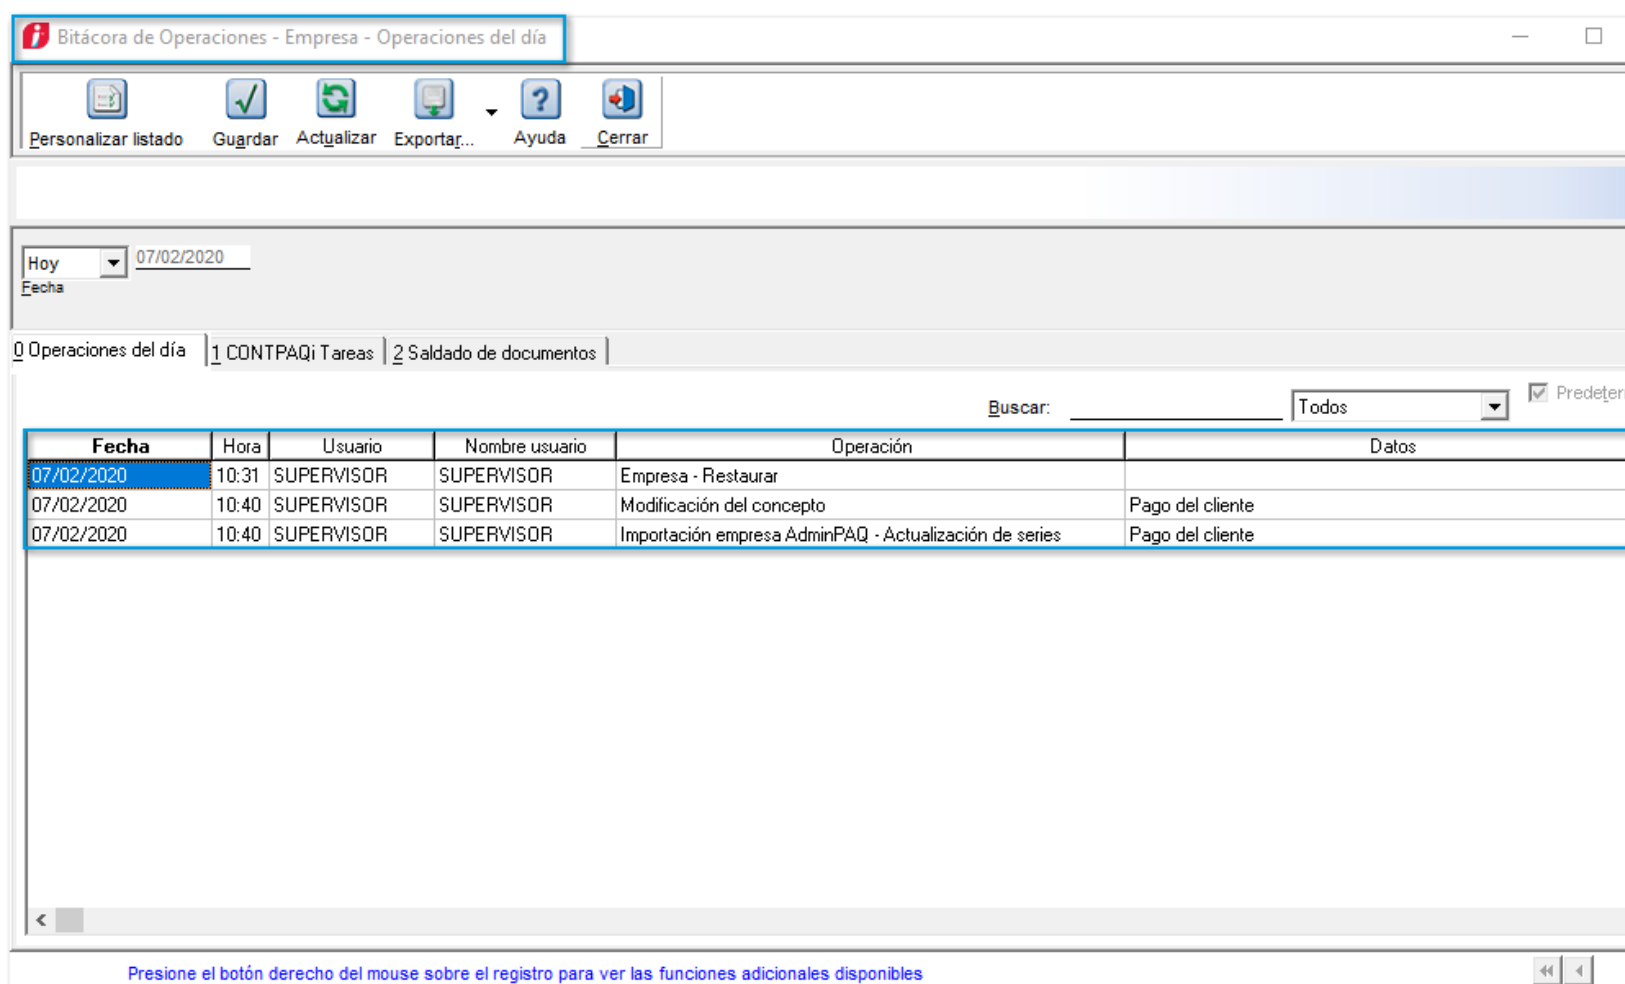 Bitácora de Operaciones - Empresa - Operaciones del día
Personalizar listado Guardar Actualizar Exportar... Ayuda Cerrar
Hoy 07/02/2020
Fecha
0 Operaciones del día 1 CONTPAQi Tareas 2 Saldado de documentos
Buscar: Todos
Fecha Hora Usuario Nombre usuario Operación Datos
07/02/2020 10:31 SUPERVISOR SUPERVISOR Empresa - Restaurar
07/02/2020 10:40 SUPERVISOR SUPERVISOR Modificación del concepto Pago del cliente
07/02/2020 10:40 SUPERVISOR SUPERVISOR Importación empresa AdminPAQ - Actualización de series Pago del cliente
Presione el botón derecho del mouse sobre el registro para ver las funciones adicionales disponibles